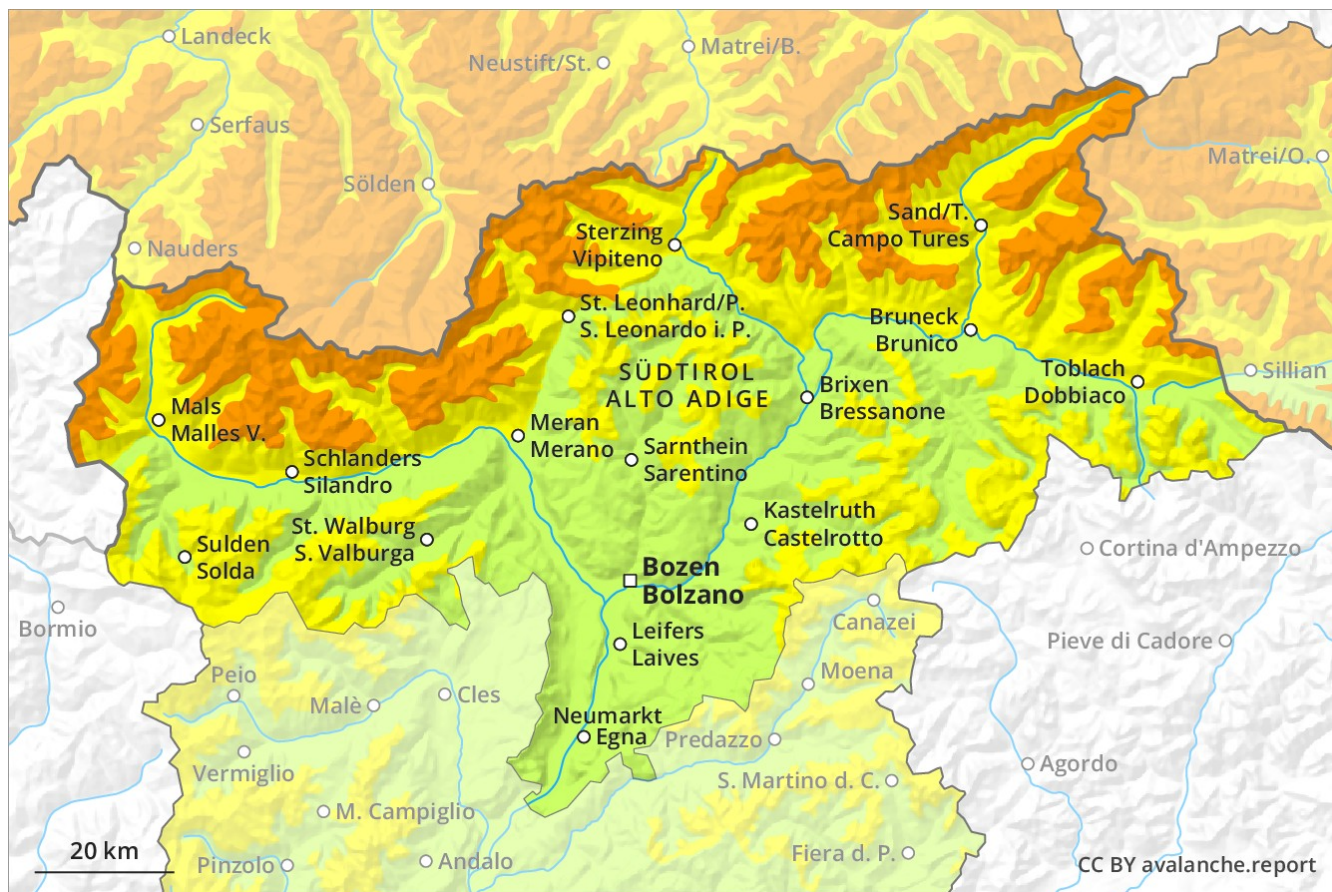 Landeck
Matrei/B.
Neustift/St.
Serfaus
Matrei/O.
Sölden
Sand/T.
Campo Tures
Sterzing
Vipiteno
Nauders
St. Leonhard/P.
S. Leonardo i. P.
Bruneck
Brunico
SÜDTIROL
ALTO ADIGE
Toblach
Dobbiaco
Sillian
Brixen
Bressanone
Mals
Malles V.
Meran
Merano
Sarnthein
Sarentino
Schlanders
Silandro
Kastelruth
Castelrotto
St. Walburg
S. Valburga
Sulden
Solda
Cortina d'Ampezzo
Bozen
Bolzano
Bormio
Canazei
Leifers
Laives
Pieve di Cadore
Peio
Moena
Malè
Cles
Neumarkt
Egna
Predazzo
Vermiglio
Agordo
S. Martino d. C.
M. Campiglio
20 km
Pinzolo
Andalo
Fiera d. P.
CC BY avalanche.report